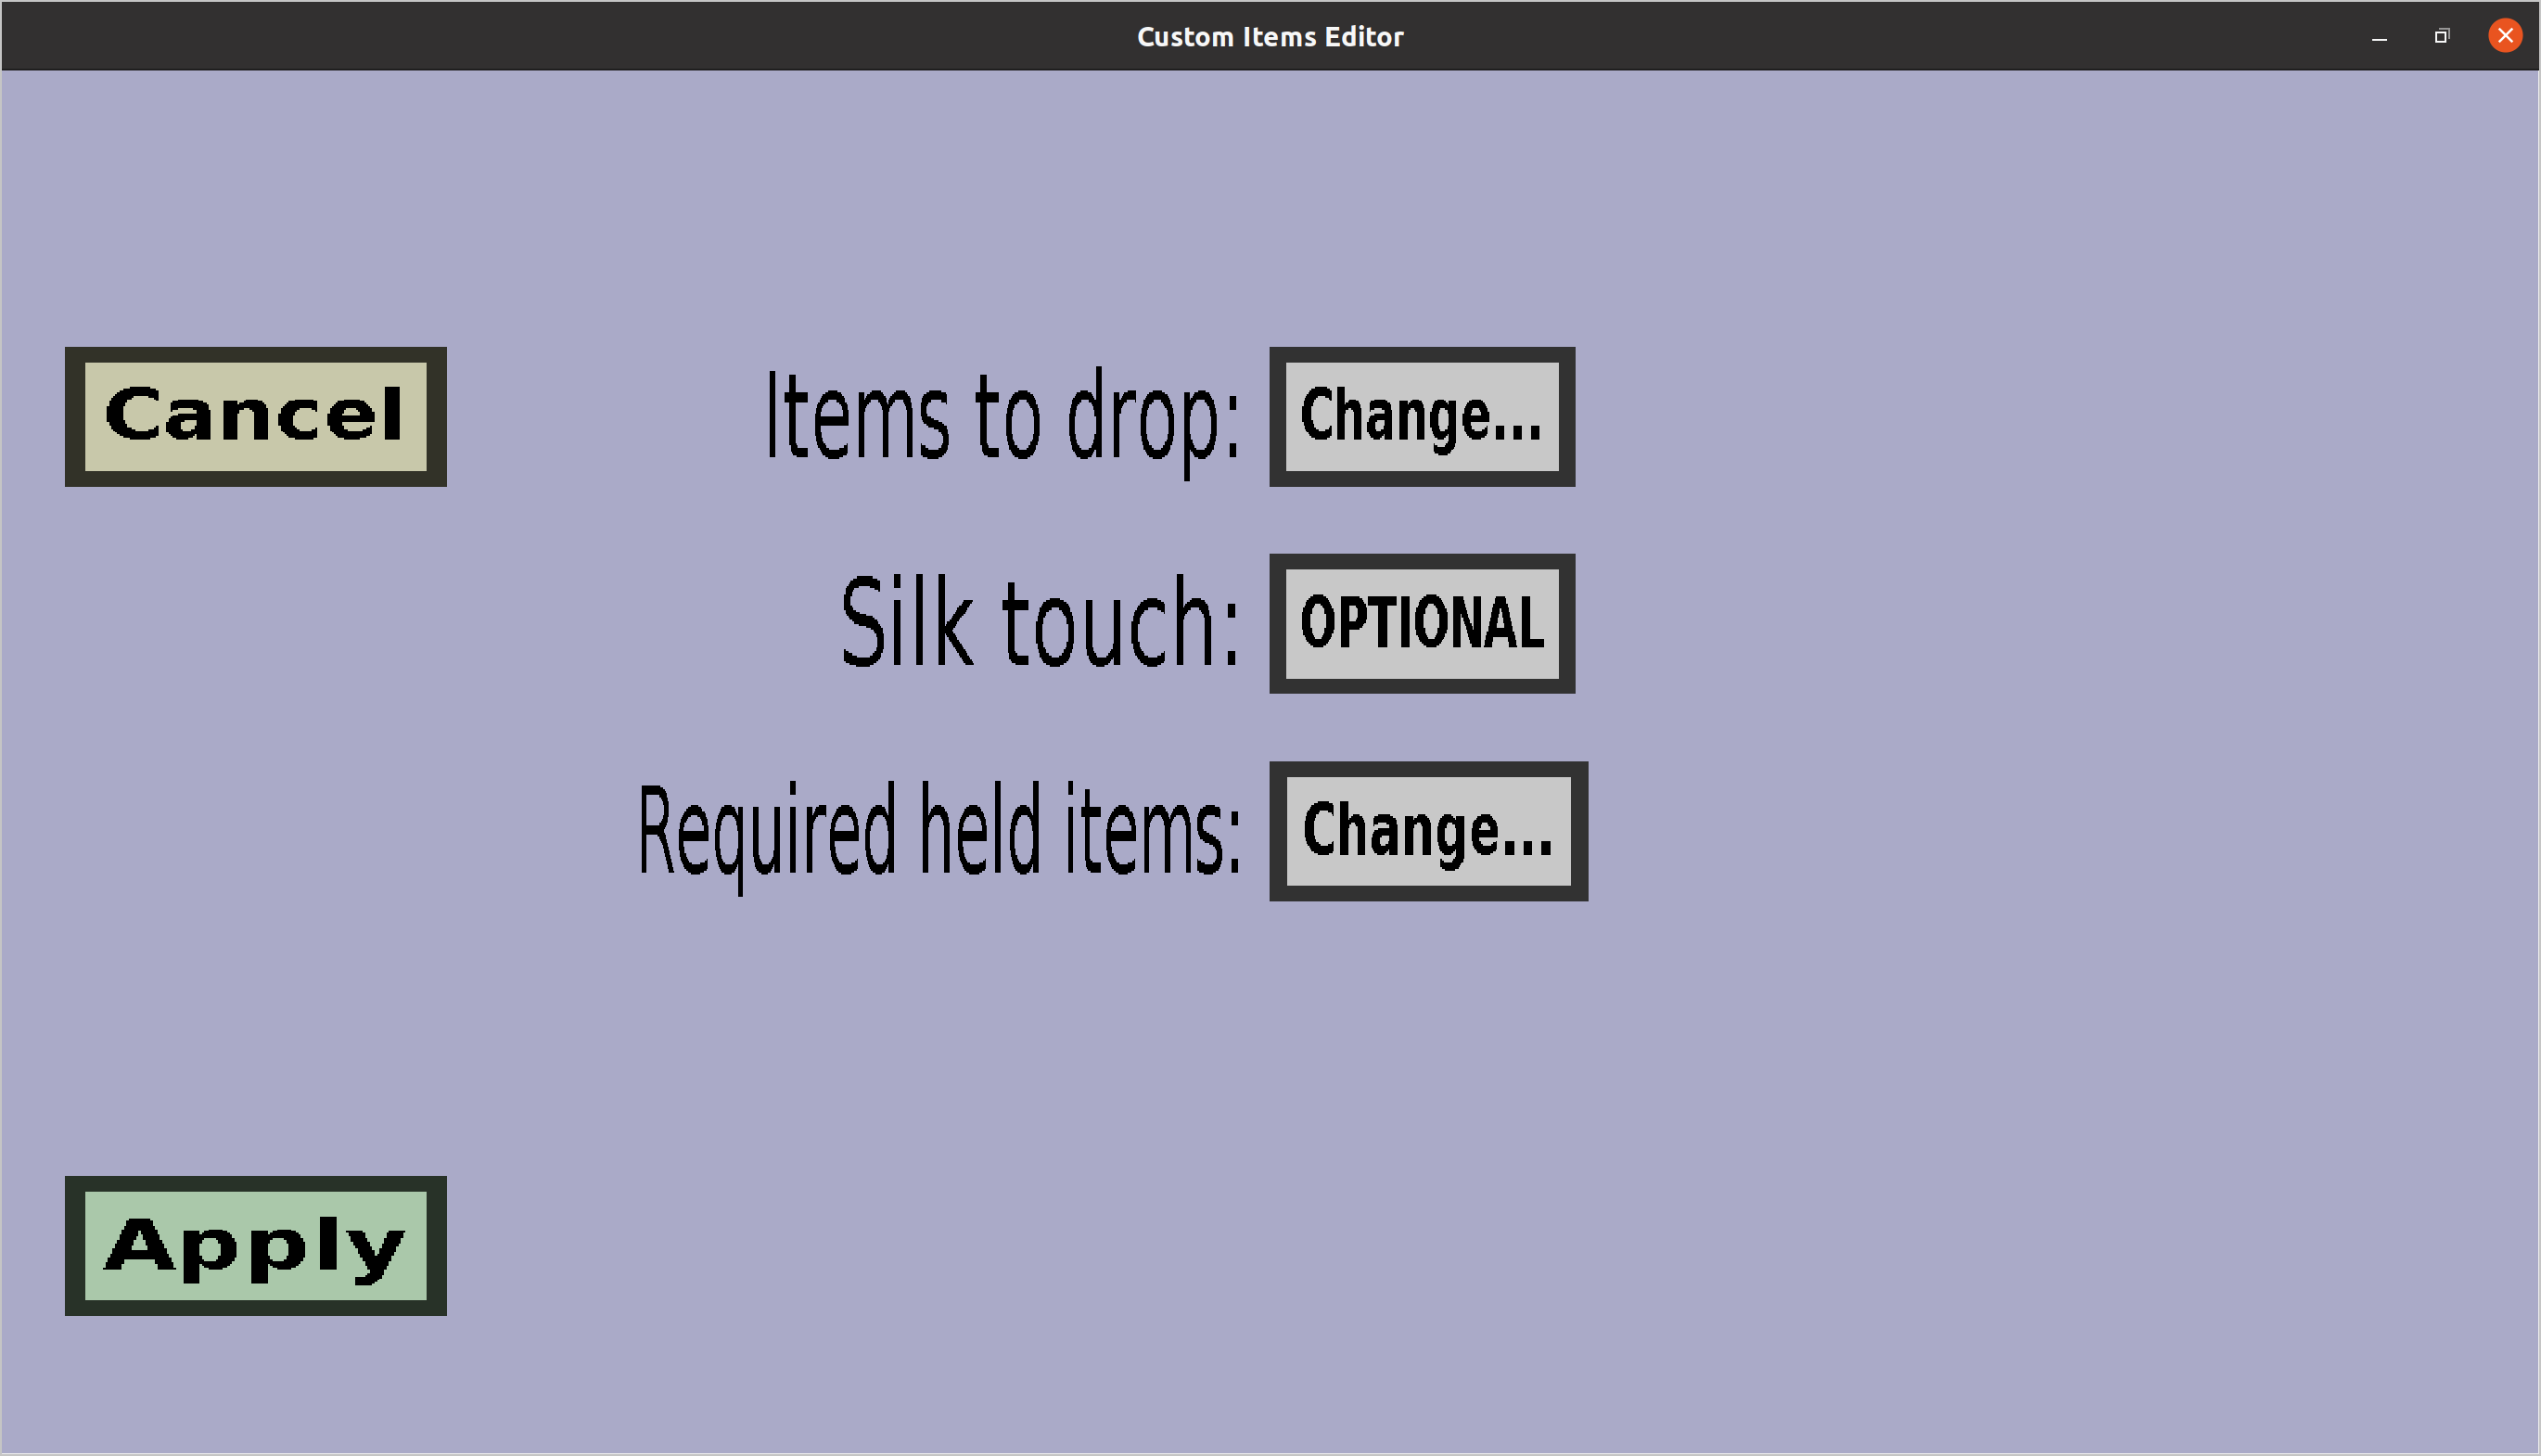 Custom Items Editor
Cancel
Items to drop: Change...
Silk touch: OPTIONAL
Required held items: Change...
Apply